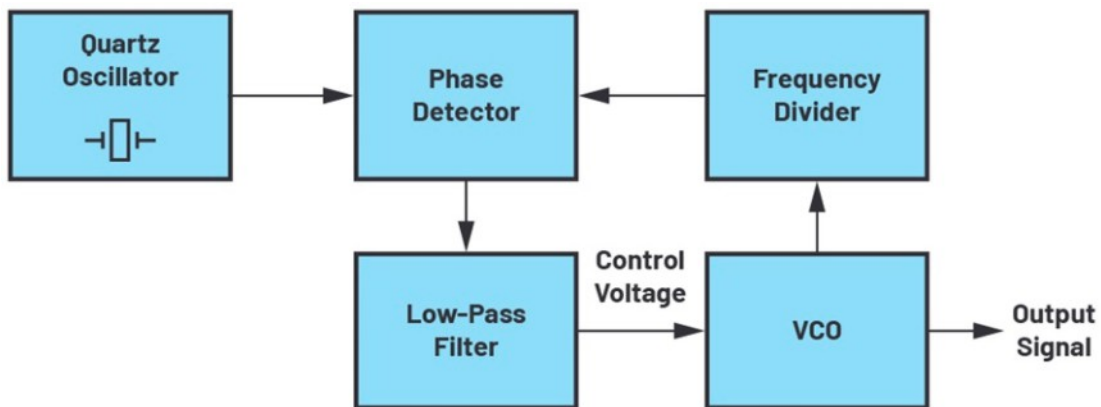 Quartz
Oscillator
Phase
Detector
Frequency
Divider
Low-Pass
Filter
Control
Voltage
VCO
Output
Signal